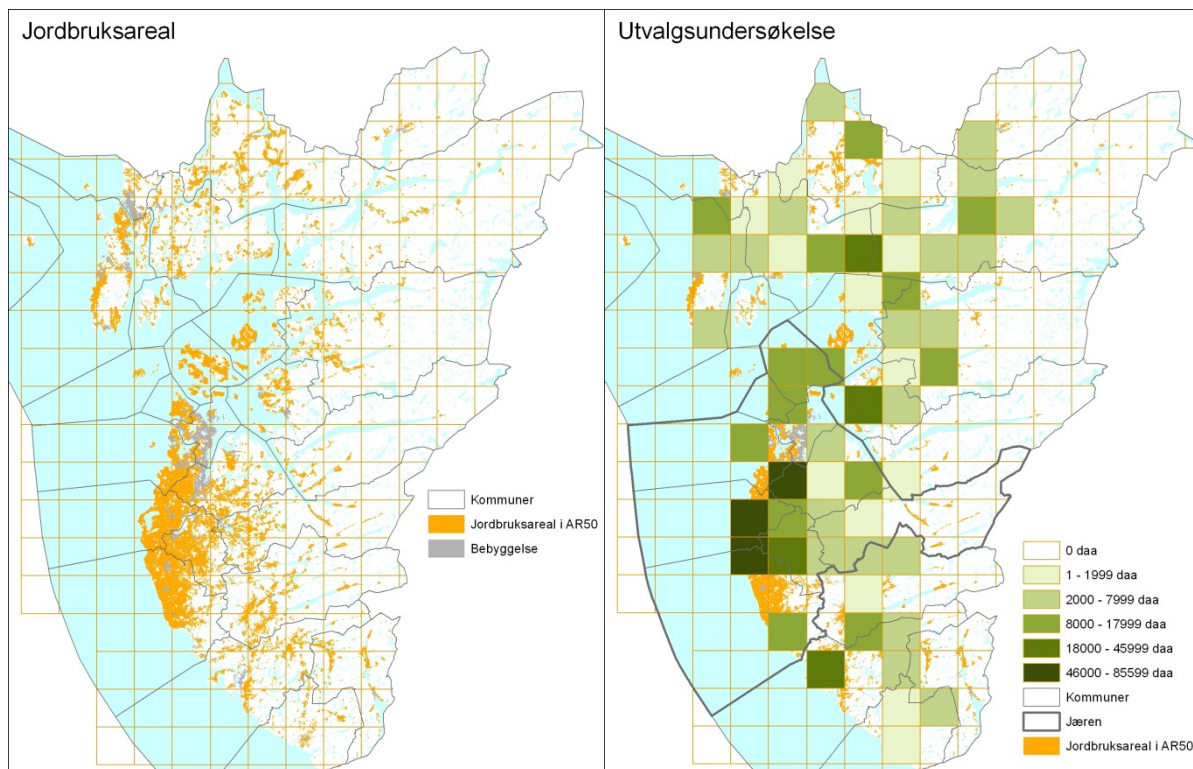 Jordbruksareal
Kommuner
Jordbruksareal i AR50
Bebyggelse
Utvalgsundersøkelse
0 daa
1 - 1999 daa
2000 - 7999 daa
8000 - 17999 daa
18000 - 45999 daa
46000 - 85599 daa
Kommuner
Jæren
Jordbruksareal i AR50